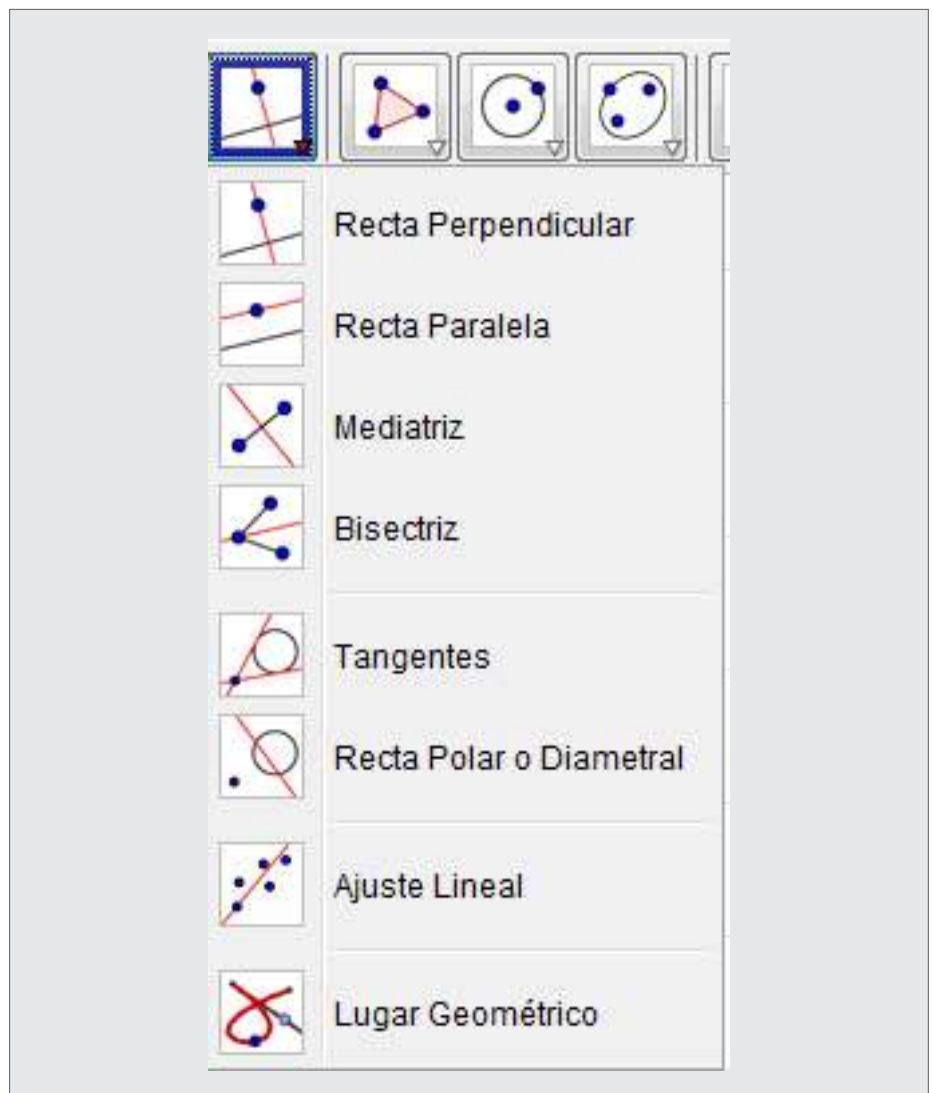 Recta Perpendicular
Recta Paralela
Mediatriz
Bisectriz
Tangentes
Recta Polar o Diametral
Ajuste Lineal
Lugar Geométrico